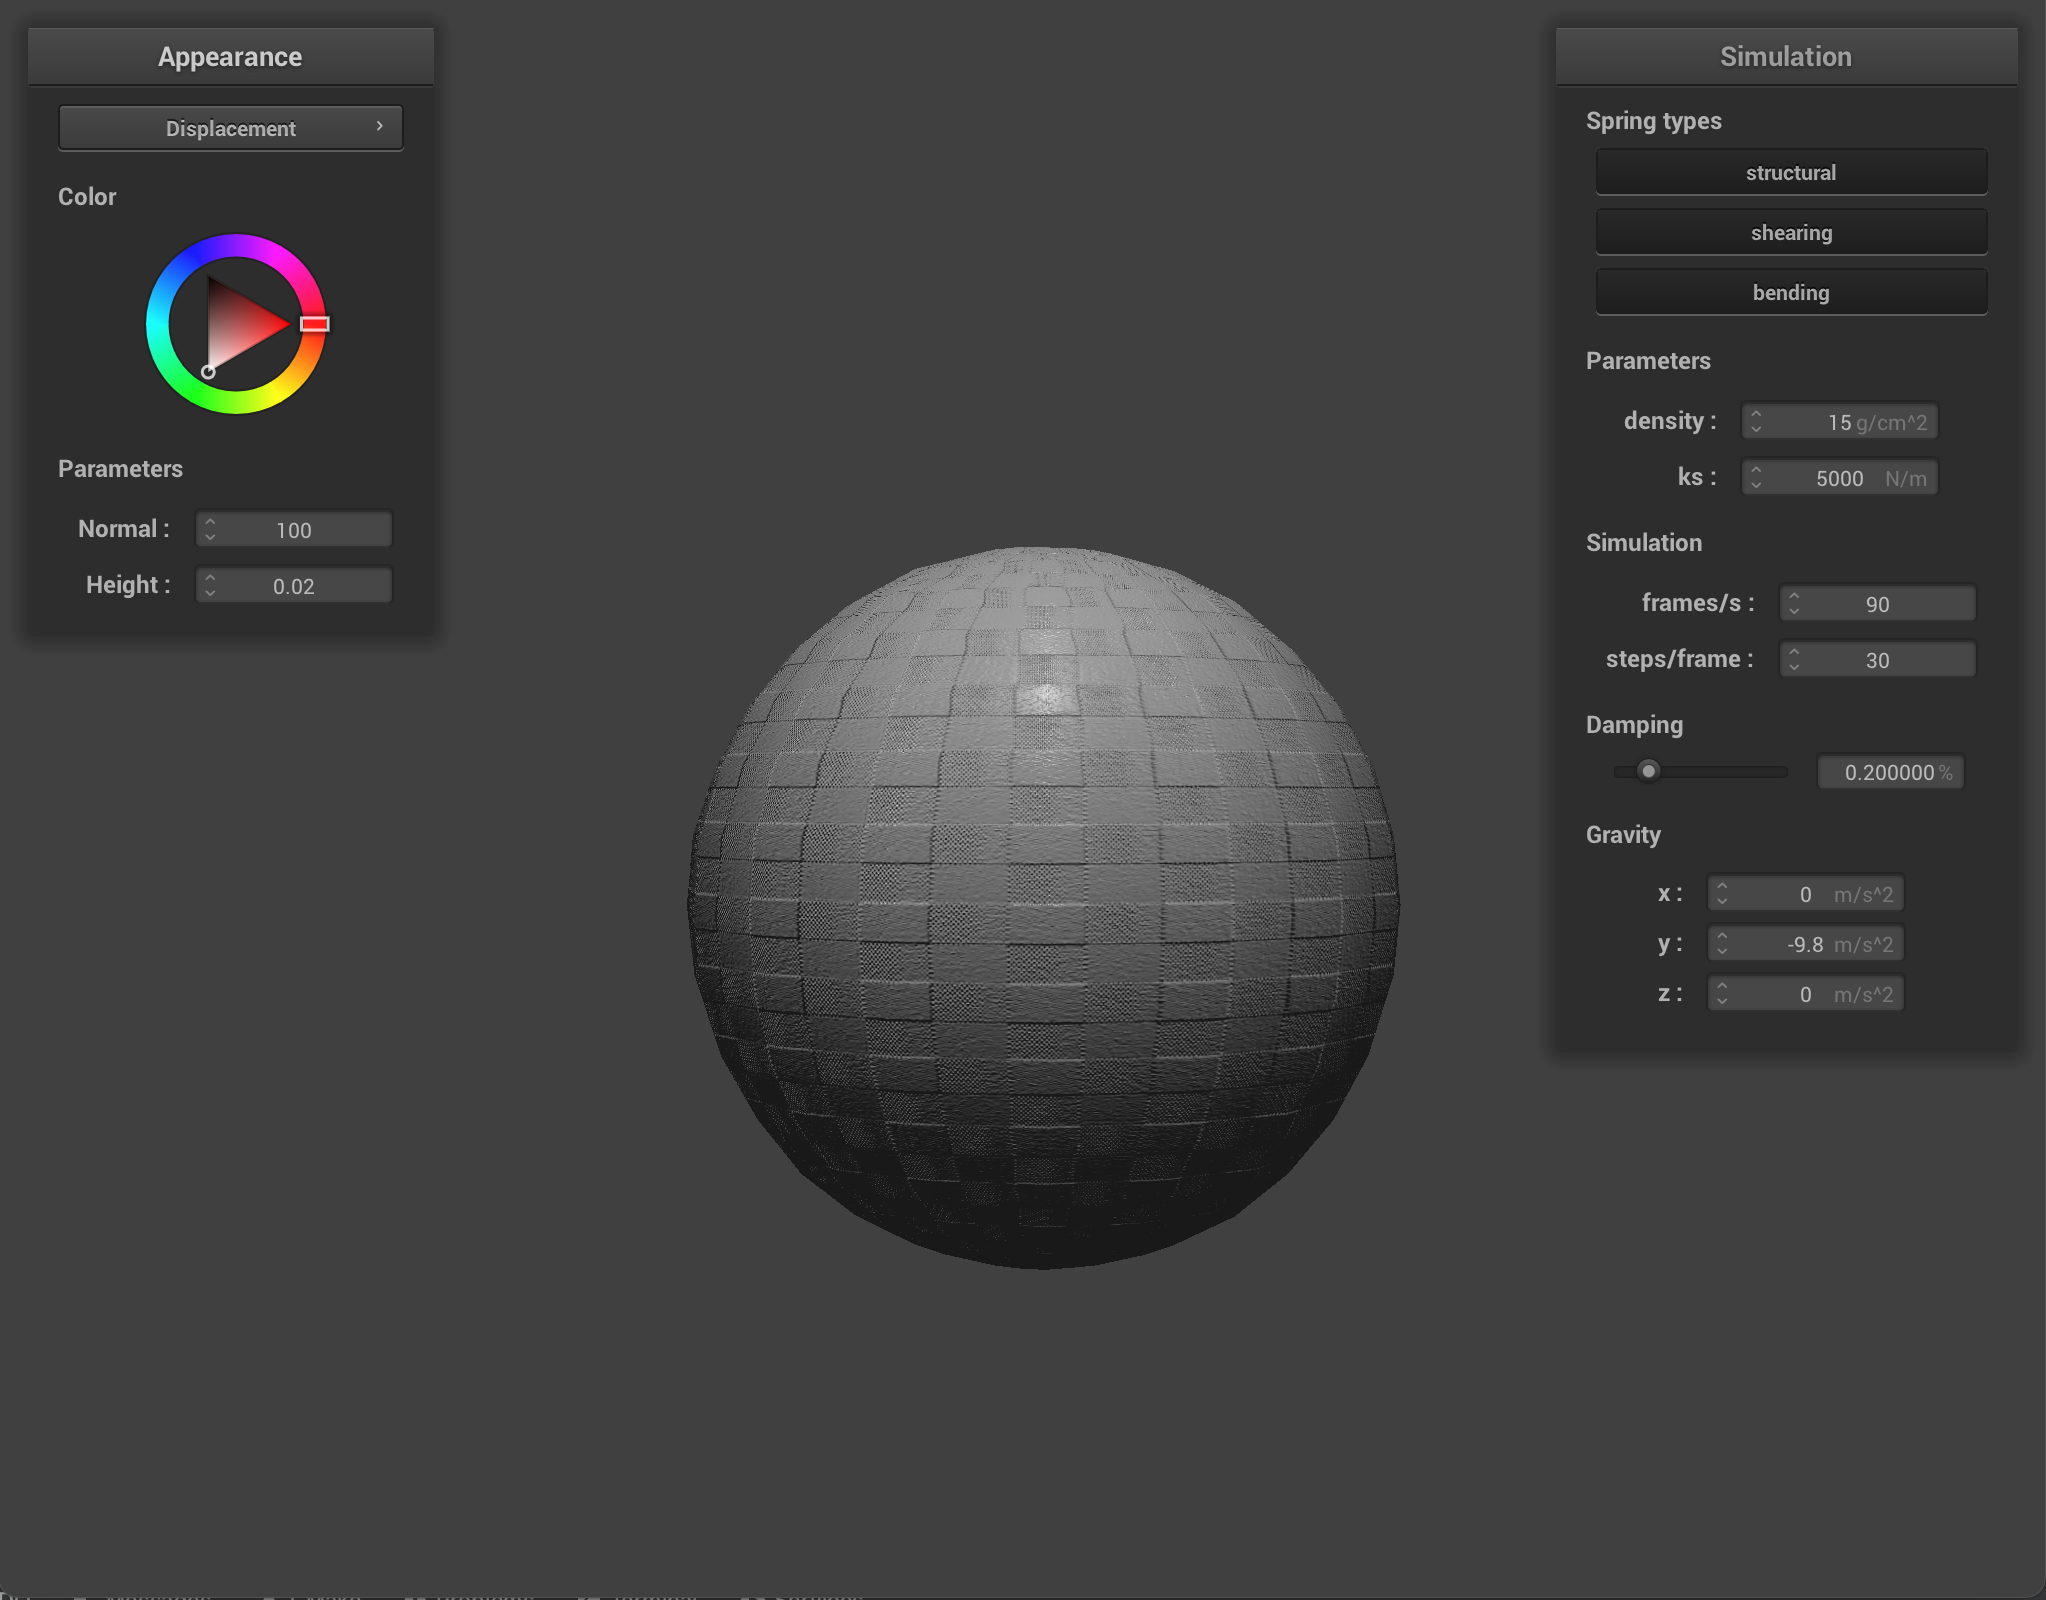 Appearance
Displacement
Color
Parameters
Normal : 100
Height : 0.02
Simulation
Spring types
structural
shearing
bending
Parameters
density : 15 g/cm^2
ks : 5000 N/m
Simulation
frames/s : 90
steps/frame : 30
Damping
0.200000 %
Gravity
x : 0 m/s^2
y : -9.8 m/s^2
z : 0 m/s^2